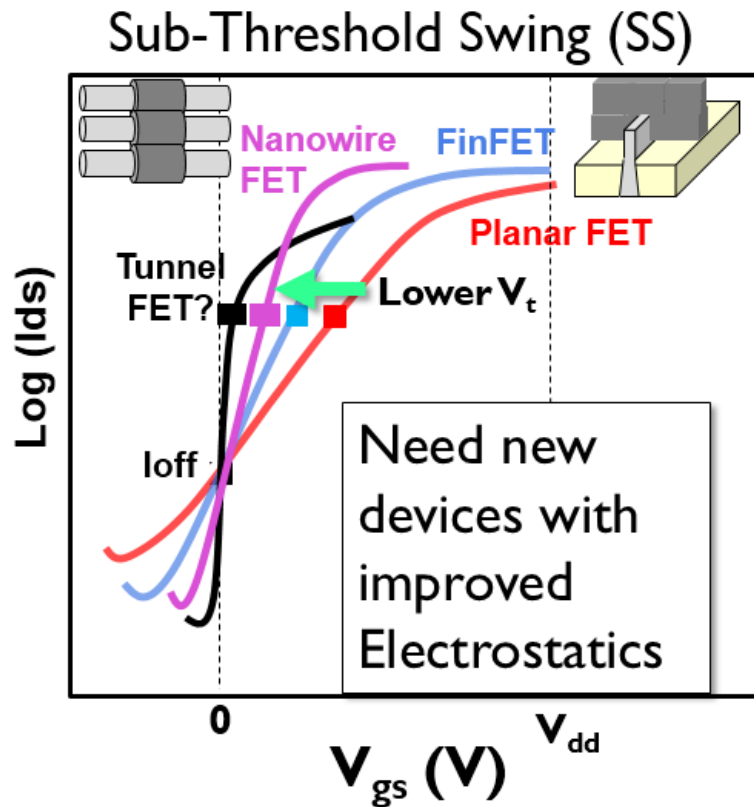 Sub-Threshold Swing (SS)
Nanowire
FET
FinFET
Planar FET
Tunnel
FET?
Lower Vt
Log (Ids)
Ioff
Need new
devices with
improved
Electrostatics
0
Vdd
Vgs (V)